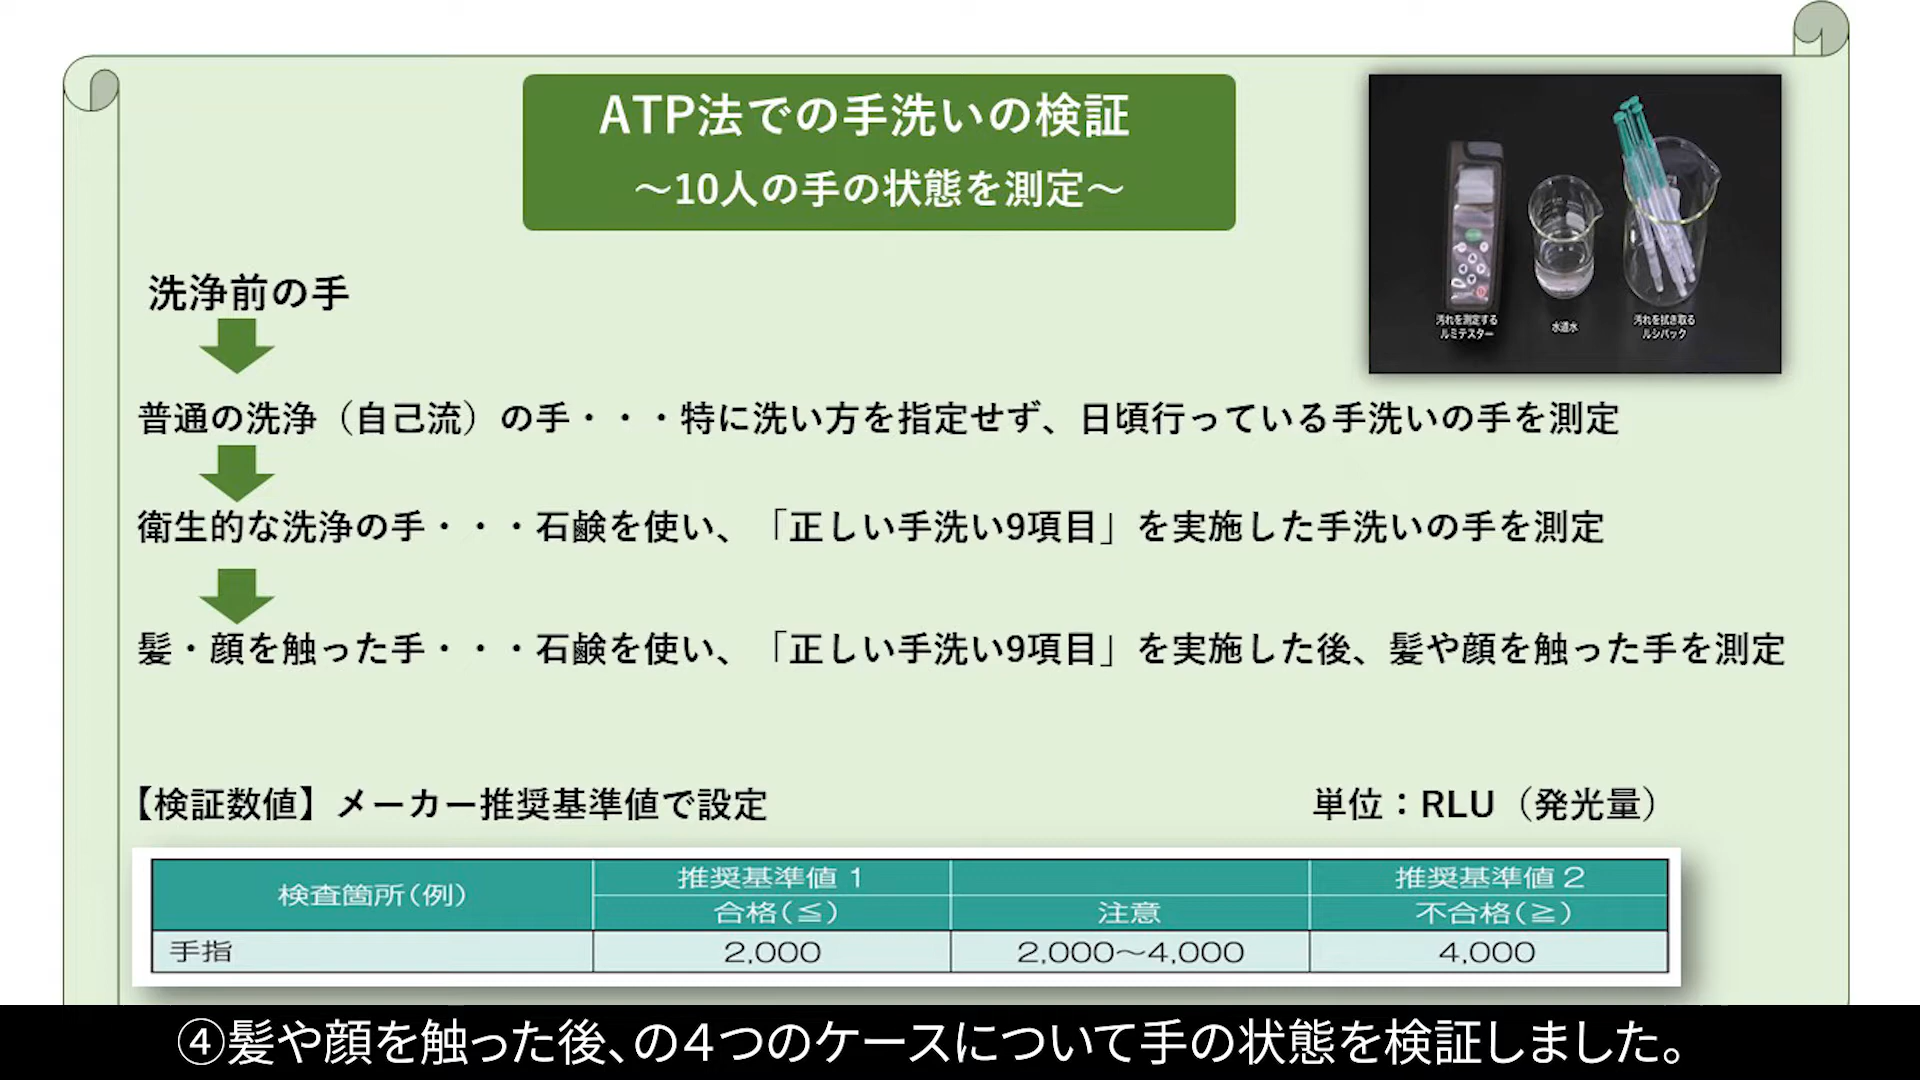 ATP法での手洗いの検証
～10人の手の状態を測定～
汚れを測定する
ルミテスター
水道水
汚れを拭き取る
ルシパック
洗浄前の手
普通の洗浄（自己流）の手・・・特に洗い方を指定せず、日頃行っている手洗いの手を測定
衛生的な洗浄の手・・・石鹸を使い、「正しい手洗い9項目」を実施した手洗いの手を測定
髪・顔を触った手・・・石鹸を使い、「正しい手洗い9項目」を実施した後、髪や顔を触った手を測定
【検証数値】メーカー推奨基準値で設定 単位：RLU（発光量）
検査箇所(例) 推奨基準値 1 推奨基準値 2
合格(≦) 注意 不合格(≧)
手指 2,000 2,000～4,000 4,000
④髪や顔を触った後、の４つのケースについて手の状態を検証しました。